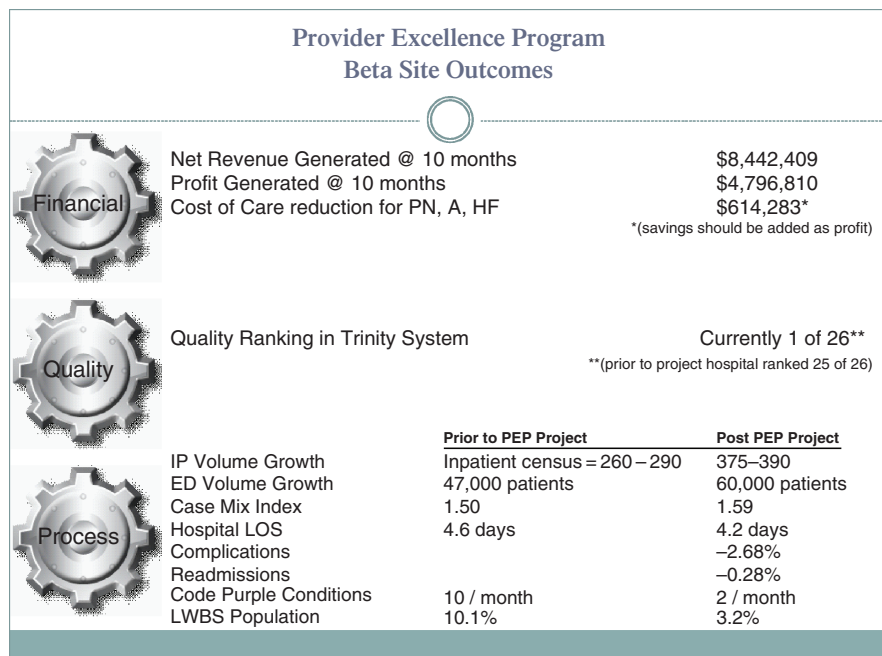 Provider Excellence Program
Beta Site Outcomes
Financial
Net Revenue Generated @ 10 months $8,442,409
Profit Generated @ 10 months $4,796,810
Cost of Care reduction for PN, A, HF $614,283*
*(savings should be added as profit)
Quality
Quality Ranking in Trinity System Currently 1 of 26**
**(prior to project hospital ranked 25 of 26)
Process
Prior to PEP Project Post PEP Project
IP Volume Growth Inpatient census = 260 – 290 375–390
ED Volume Growth 47,000 patients 60,000 patients
Case Mix Index 1.50 1.59
Hospital LOS 4.6 days 4.2 days
Complications –2.68%
Readmissions –0.28%
Code Purple Conditions 10 / month 2 / month
LWBS Population 10.1% 3.2%